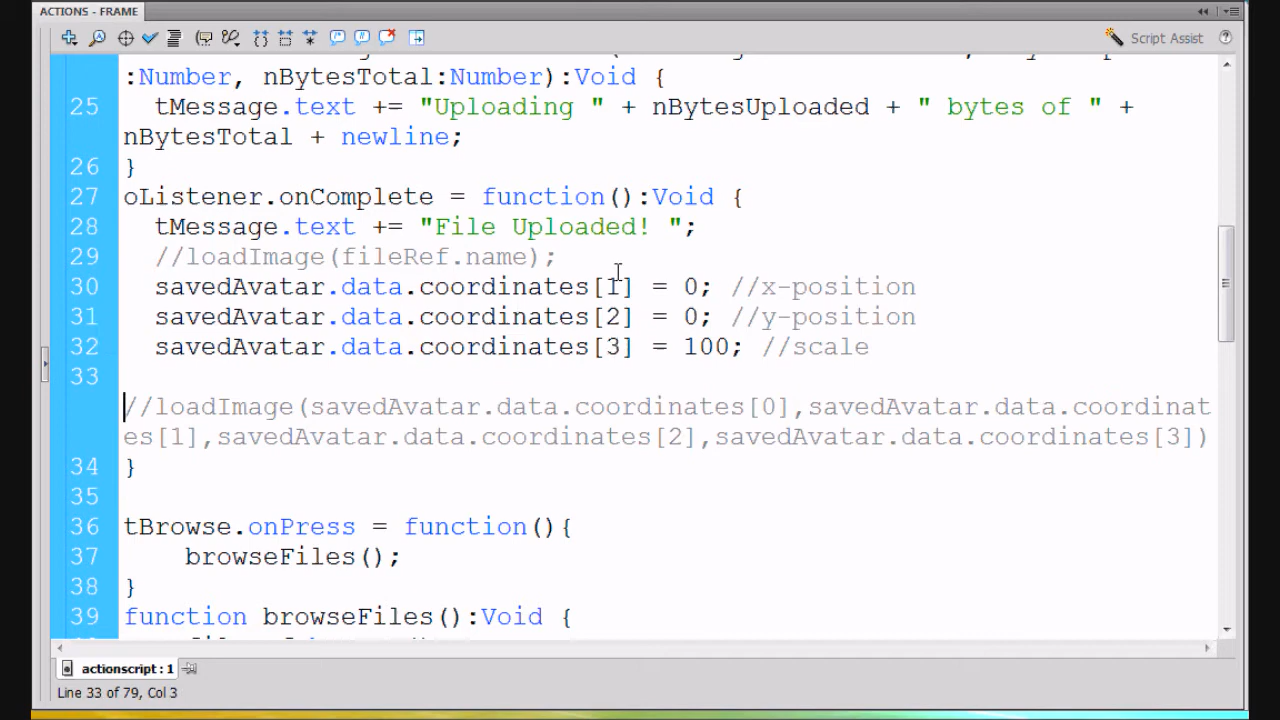 ACTIONS - FRAME
Script Assist
:Number, nBytesTotal:Number):Void {
25 tMessage.text += "Uploading " + nBytesUploaded + " bytes of " +
nBytesTotal + newline;
26 }
27 oListener.onComplete = function():Void {
28 tMessage.text += "File Uploaded! ";
29 //loadImage(fileRef.name);
30 savedAvatar.data.coordinates[1] = 0; //x-position
31 savedAvatar.data.coordinates[2] = 0; //y-position
32 savedAvatar.data.coordinates[3] = 100; //scale
33
//loadImage(savedAvatar.data.coordinates[0],savedAvatar.data.coordinat
es[1],savedAvatar.data.coordinates[2],savedAvatar.data.coordinates[3])
34 }
35
36 tBrowse.onPress = function(){
37 browseFiles();
38 }
39 function browseFiles():Void {
actionscript : 1
Line 33 of 79, Col 3